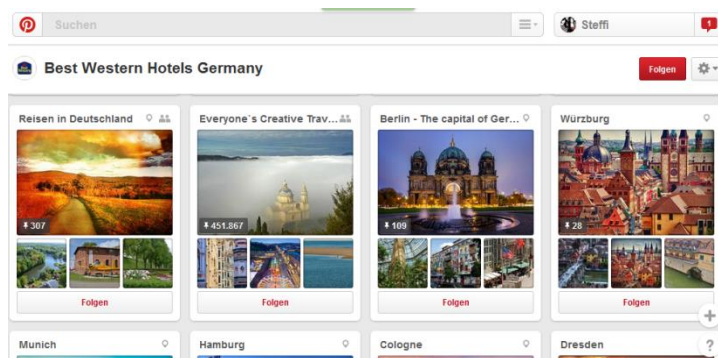 Suchen
Steffi
1
Best Western Hotels Germany
Folgen
Reisen in Deutschland
Everyone´s Creative Trav...
Berlin - The capital of Ger...
Würzburg
307
451.867
109
28
Folgen
Folgen
Folgen
Folgen
Munich
Hamburg
Cologne
Dresden
?